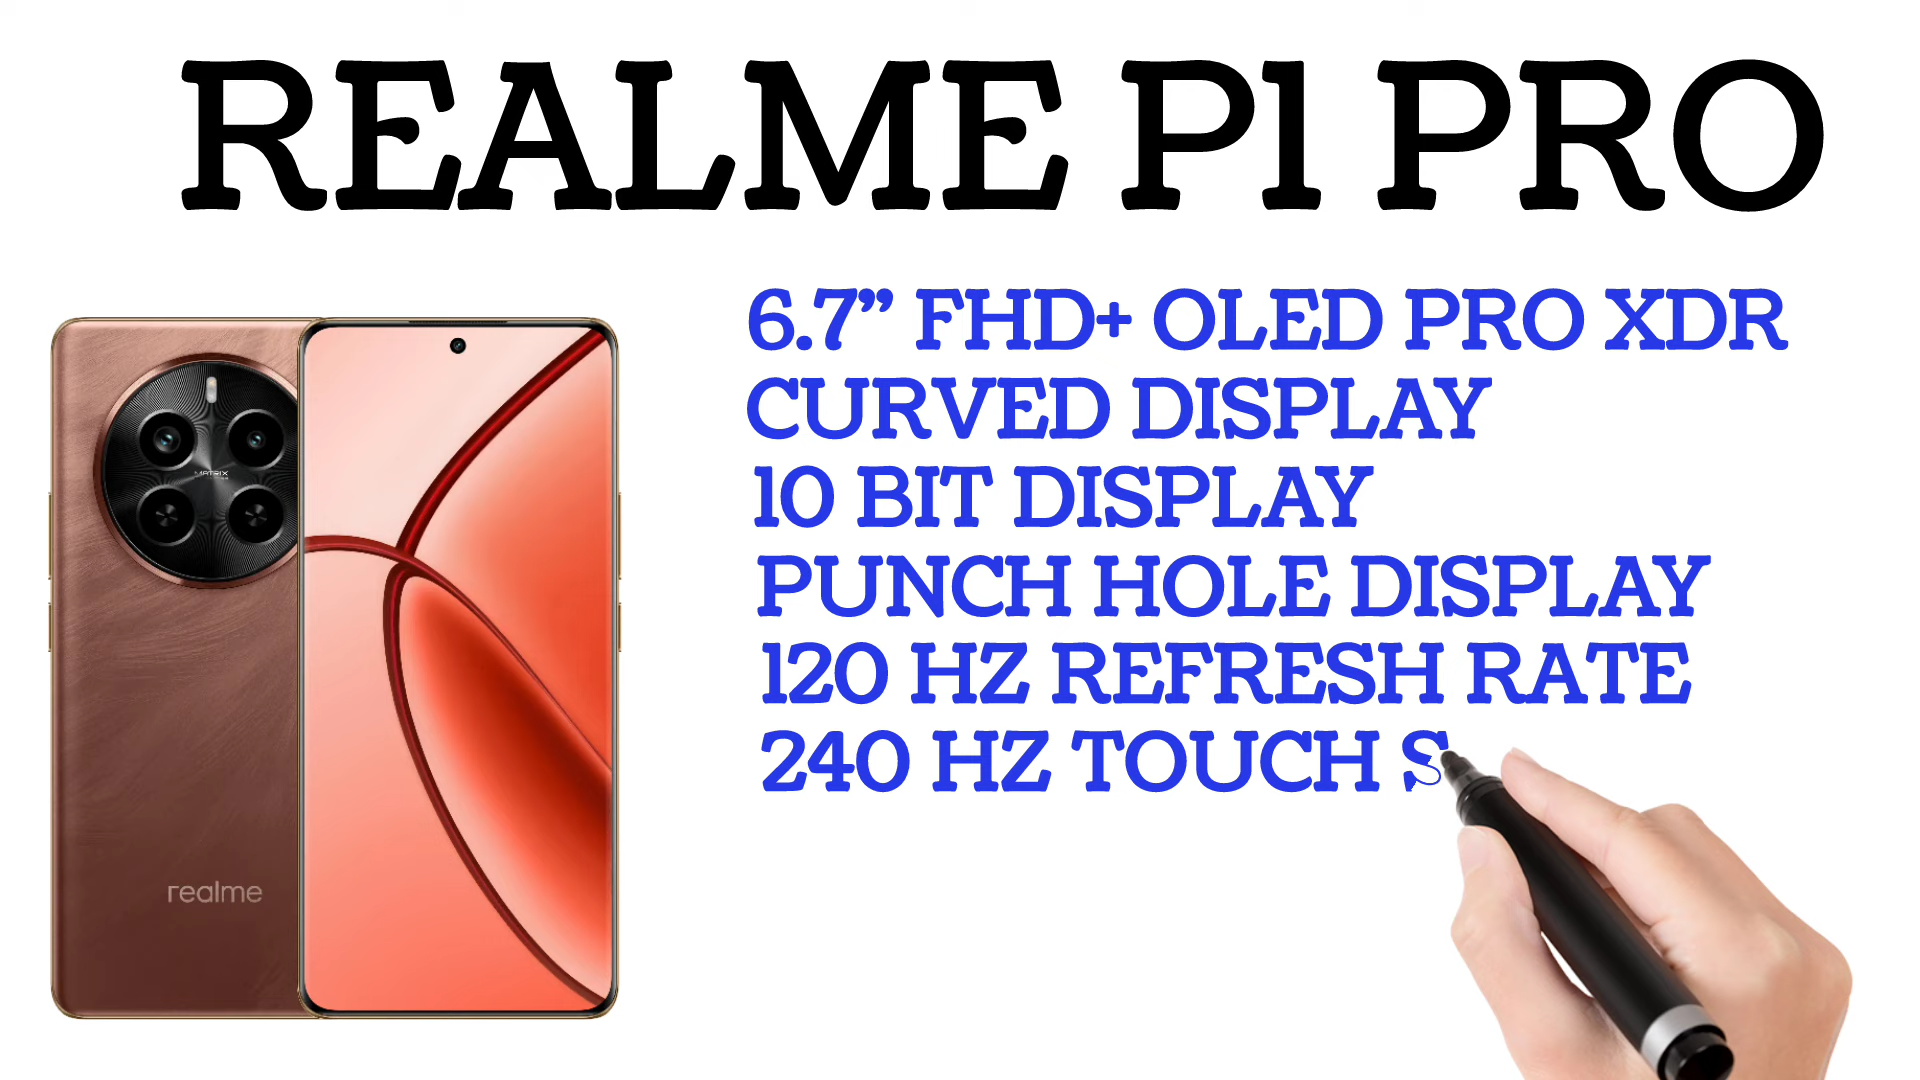 REALME P1 PRO
6.7” FHD+ OLED PRO XDR
CURVED DISPLAY
10 BIT DISPLAY
PUNCH HOLE DISPLAY
120 HZ REFRESH RATE
240 HZ TOUCH S
MATRIX
realme